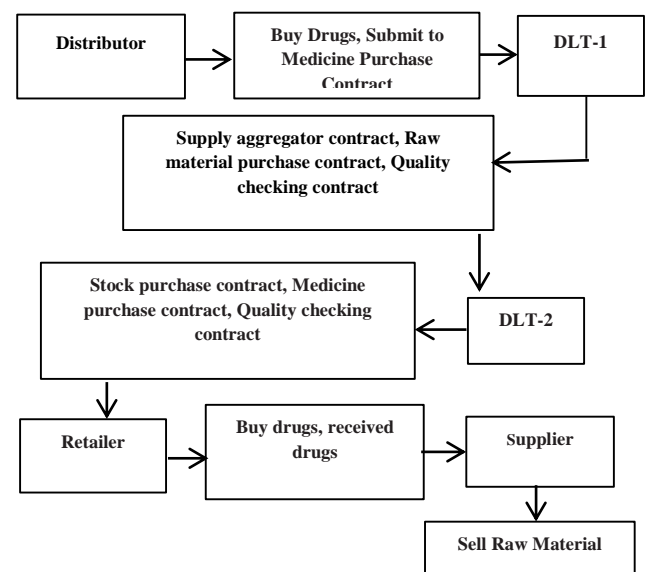 Distributor
Buy Drugs, Submit to
Medicine Purchase
Contract
DLT-1
Supply aggregator contract, Raw
material purchase contract, Quality
checking contract
Stock purchase contract, Medicine
purchase contract, Quality checking
contract
DLT-2
Retailer
Buy drugs, received
drugs
Supplier
Sell Raw Material